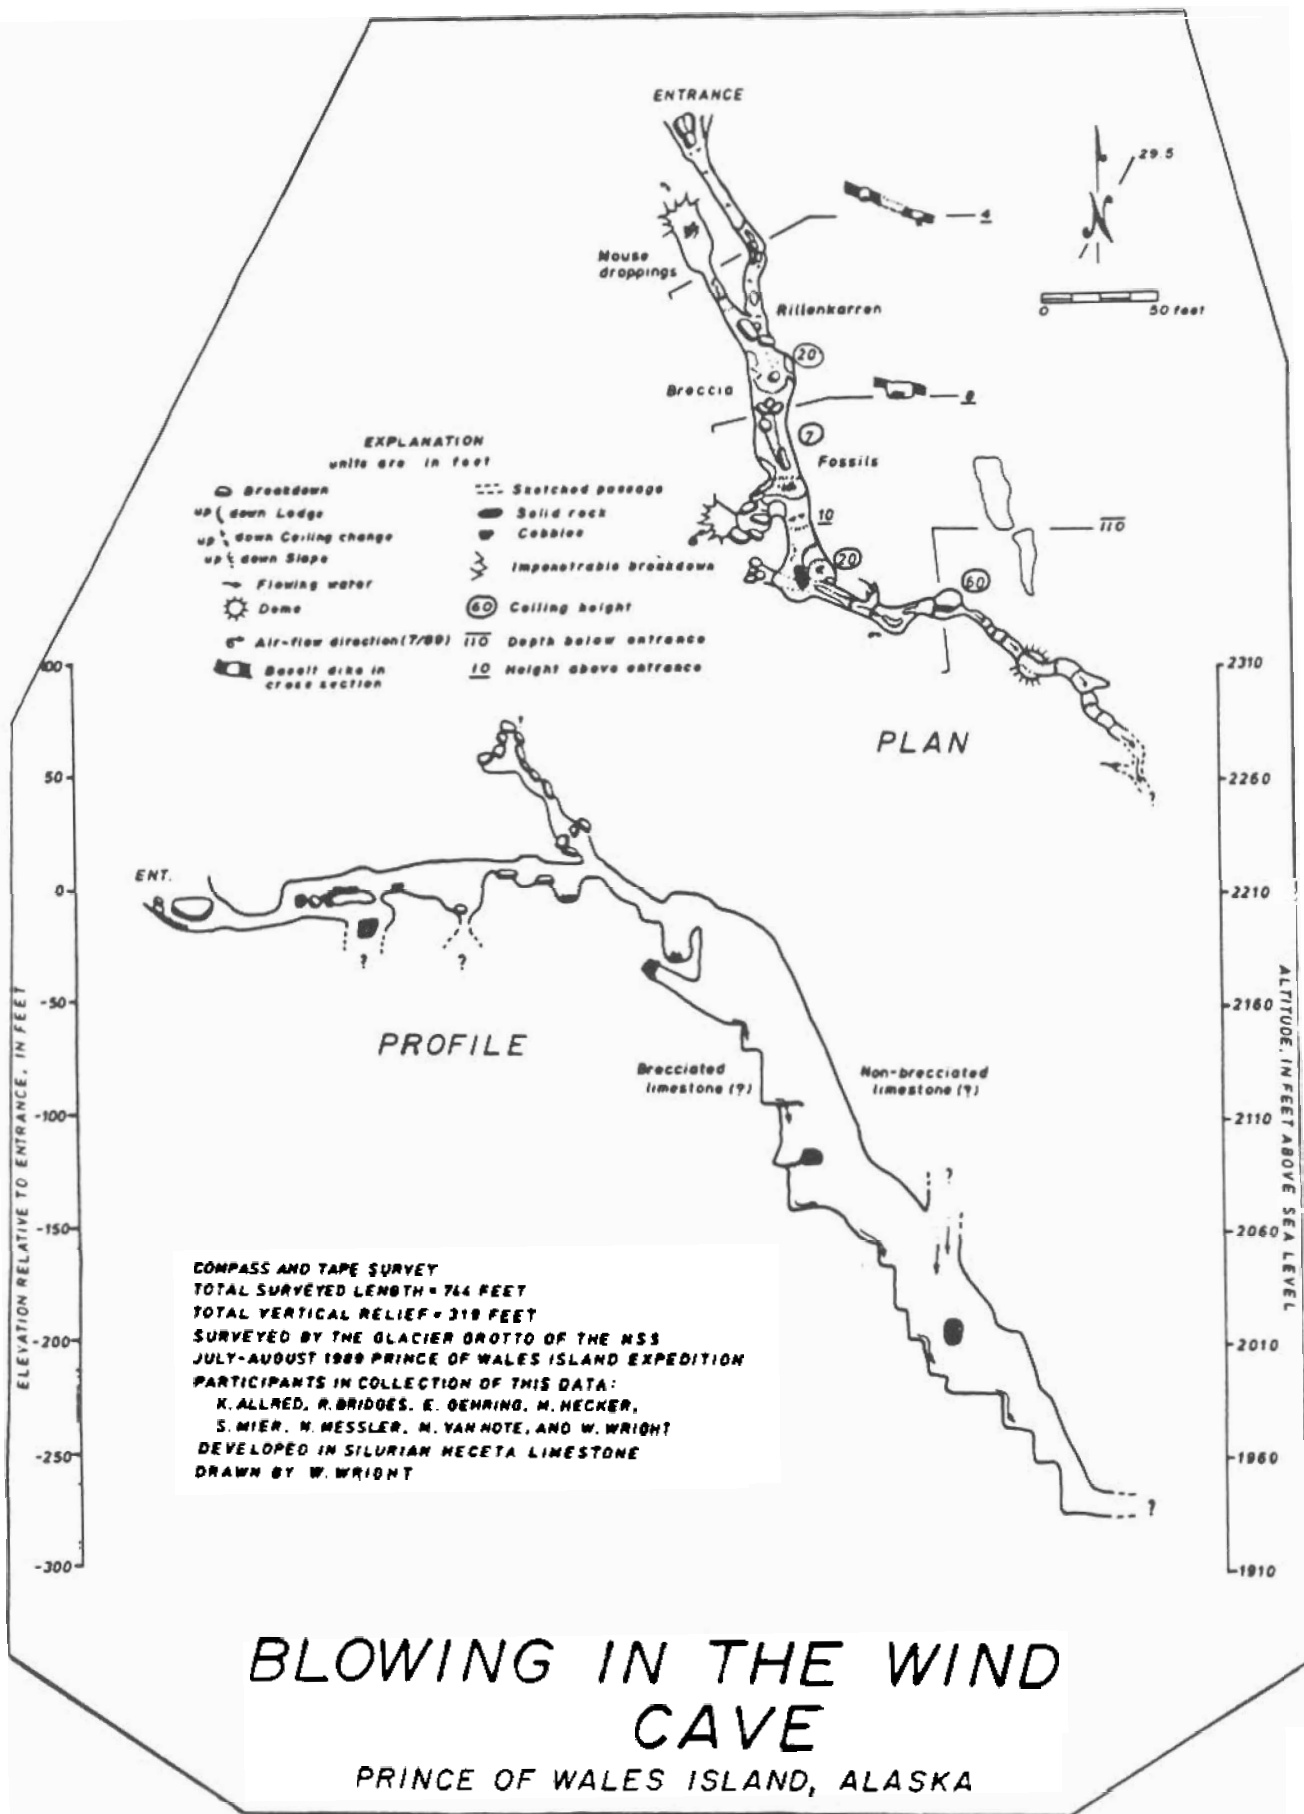 ENTRANCE
29.5
N
4
Mouse
droppings
0
50 feet
Rillenkarren
20
Breccia
8
7
EXPLANATION
units are in feet
Fossils
Breakdown
up down Ledge
up down Ceiling change
up down Slope
Flowing water
Dome
Air-flow direction (7/89)
Basalt dike in
cross section
Sketched passage
Solid rock
Cobbles
Impenetrable breakdown
60 Ceiling height
110 Depth below entrance
10 Height above entrance
10
20
110
60
?
PLAN
100
50
0
-50
-100
-150
-200
-250
-300
ELEVATION RELATIVE TO ENTRANCE, IN FEET
2310
2260
2210
2160
2110
2060
2010
1960
1910
ALTITUDE, IN FEET ABOVE SEA LEVEL
ENT.
?
?
?
PROFILE
Brecciated
limestone (?)
Non-brecciated
limestone (?)
?
?
COMPASS AND TAPE SURVEY
TOTAL SURVEYED LENGTH = 744 FEET
TOTAL VERTICAL RELIEF = 319 FEET
SURVEYED BY THE GLACIER GROTTO OF THE NSS
JULY-AUGUST 1989 PRINCE OF WALES ISLAND EXPEDITION
PARTICIPANTS IN COLLECTION OF THIS DATA:
K. ALLRED, R. BRIDGES, E. OEHRING, M. HECKER,
S. MIER, N. MESSLER, M. VAN NOTE, AND W. WRIGHT
DEVELOPED IN SILURIAN HECETA LIMESTONE
DRAWN BY W. WRIGHT
BLOWING IN THE WIND
CAVE
PRINCE OF WALES ISLAND, ALASKA